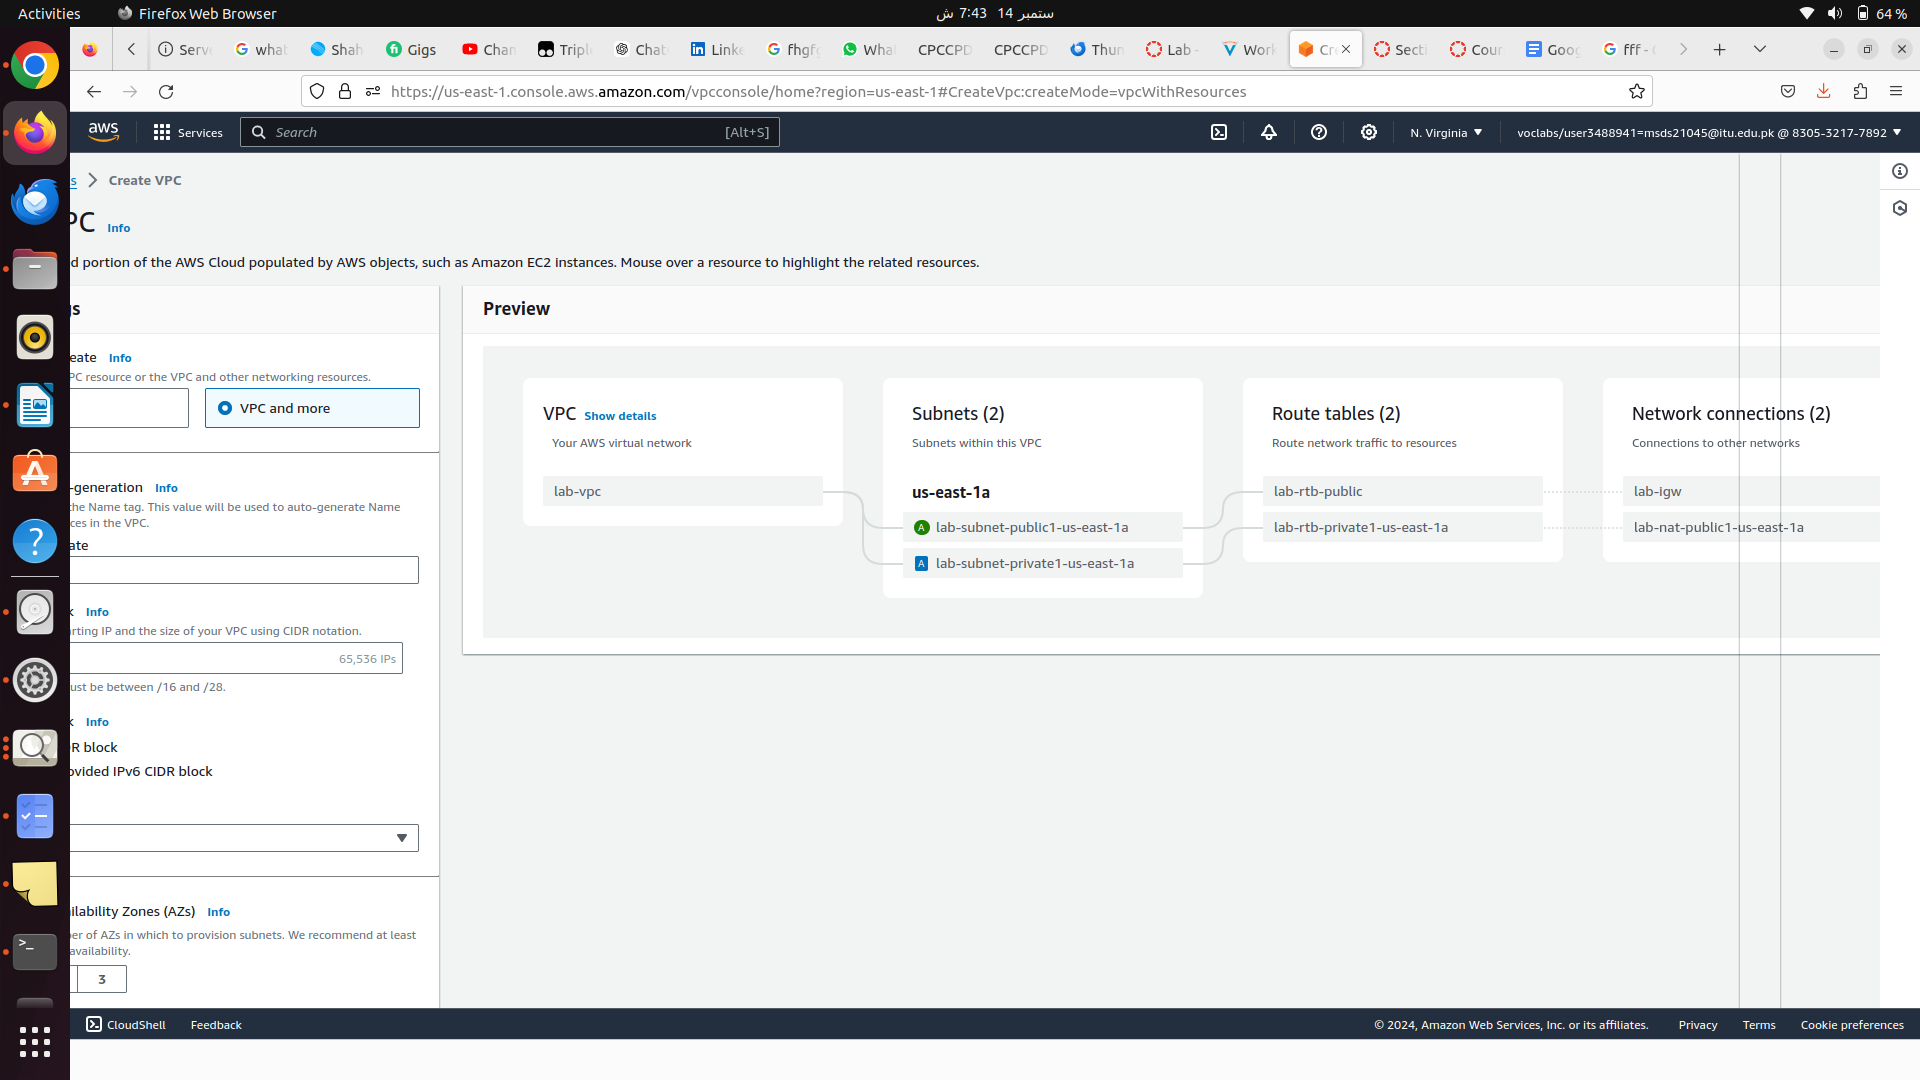 Activities
Firefox Web Browser
ستمبر 14 7:43 ش
64 %
Serv
what
Shah
Gigs
Chan
Triple
Chat
Linke
fhgfg
What
CPCCPD
CPCCPD
Thun
Lab -
Work
Cr
Secti
Cour
Goog
fff - 
https://us-east-1.console.aws.amazon.com/vpcconsole/home?region=us-east-1#CreateVpc:createMode=vpcWithResources
aws
Services
Search
[Alt+S]
N. Virginia
voclabs/user3488941=msds21045@itu.edu.pk @ 8305-3217-7892
s
Create VPC
PC Info
d portion of the AWS Cloud populated by AWS objects, such as Amazon EC2 instances. Mouse over a resource to highlight the related resources.
gs
eate Info
PC resource or the VPC and other networking resources.
VPC and more
-generation Info
the Name tag. This value will be used to auto-generate Name
ces in the VPC.
ate
k Info
rting IP and the size of your VPC using CIDR notation.
65,536 IPs
ust be between /16 and /28.
k Info
R block
ovided IPv6 CIDR block
ilability Zones (AZs) Info
er of AZs in which to provision subnets. We recommend at least
availability.
3
Preview
VPC Show details
Your AWS virtual network
lab-vpc
Subnets (2)
Subnets within this VPC
us-east-1a
A lab-subnet-public1-us-east-1a
A lab-subnet-private1-us-east-1a
Route tables (2)
Route network traffic to resources
lab-rtb-public
lab-rtb-private1-us-east-1a
Network connections (2)
Connections to other networks
lab-igw
lab-nat-public1-us-east-1a
CloudShell
Feedback
© 2024, Amazon Web Services, Inc. or its affiliates.
Privacy
Terms
Cookie preferences